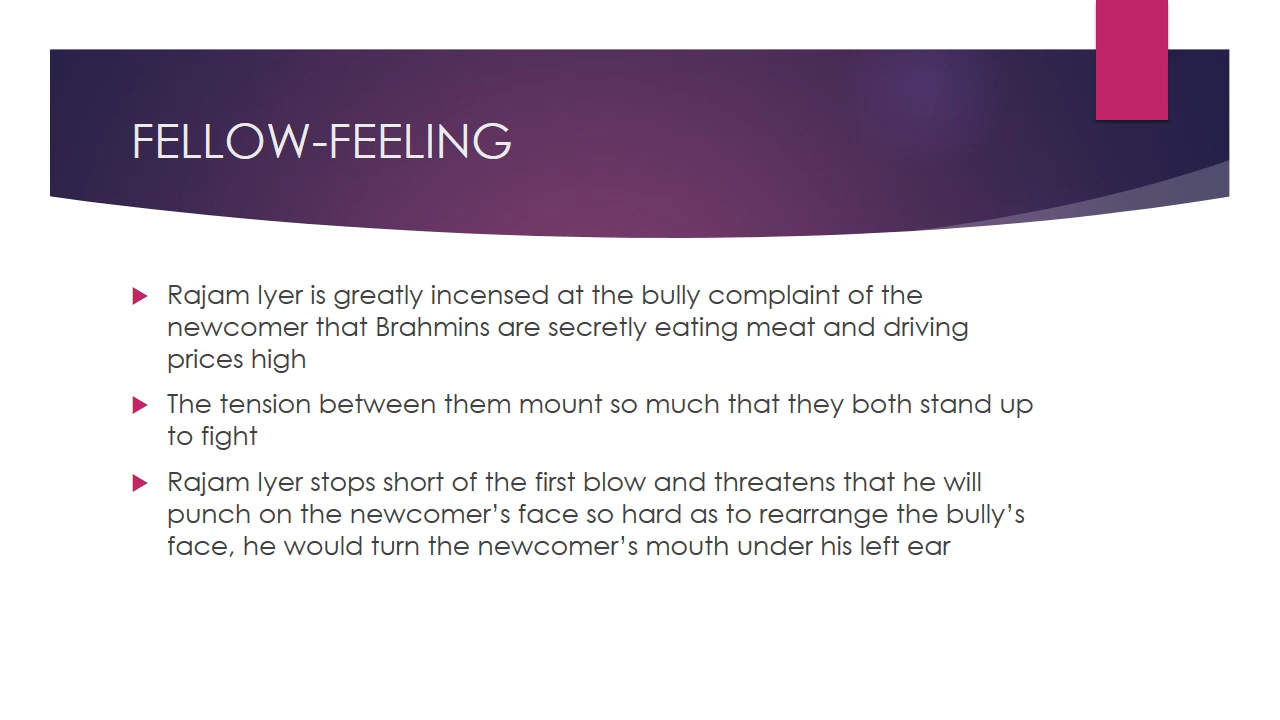 FELLOW-FEELING
Rajam Iyer is greatly incensed at the bully complaint of the
newcomer that Brahmins are secretly eating meat and driving
prices high
The tension between them mount so much that they both stand up
to fight
Rajam Iyer stops short of the first blow and threatens that he will
punch on the newcomer’s face so hard as to rearrange the bully’s
face, he would turn the newcomer’s mouth under his left ear